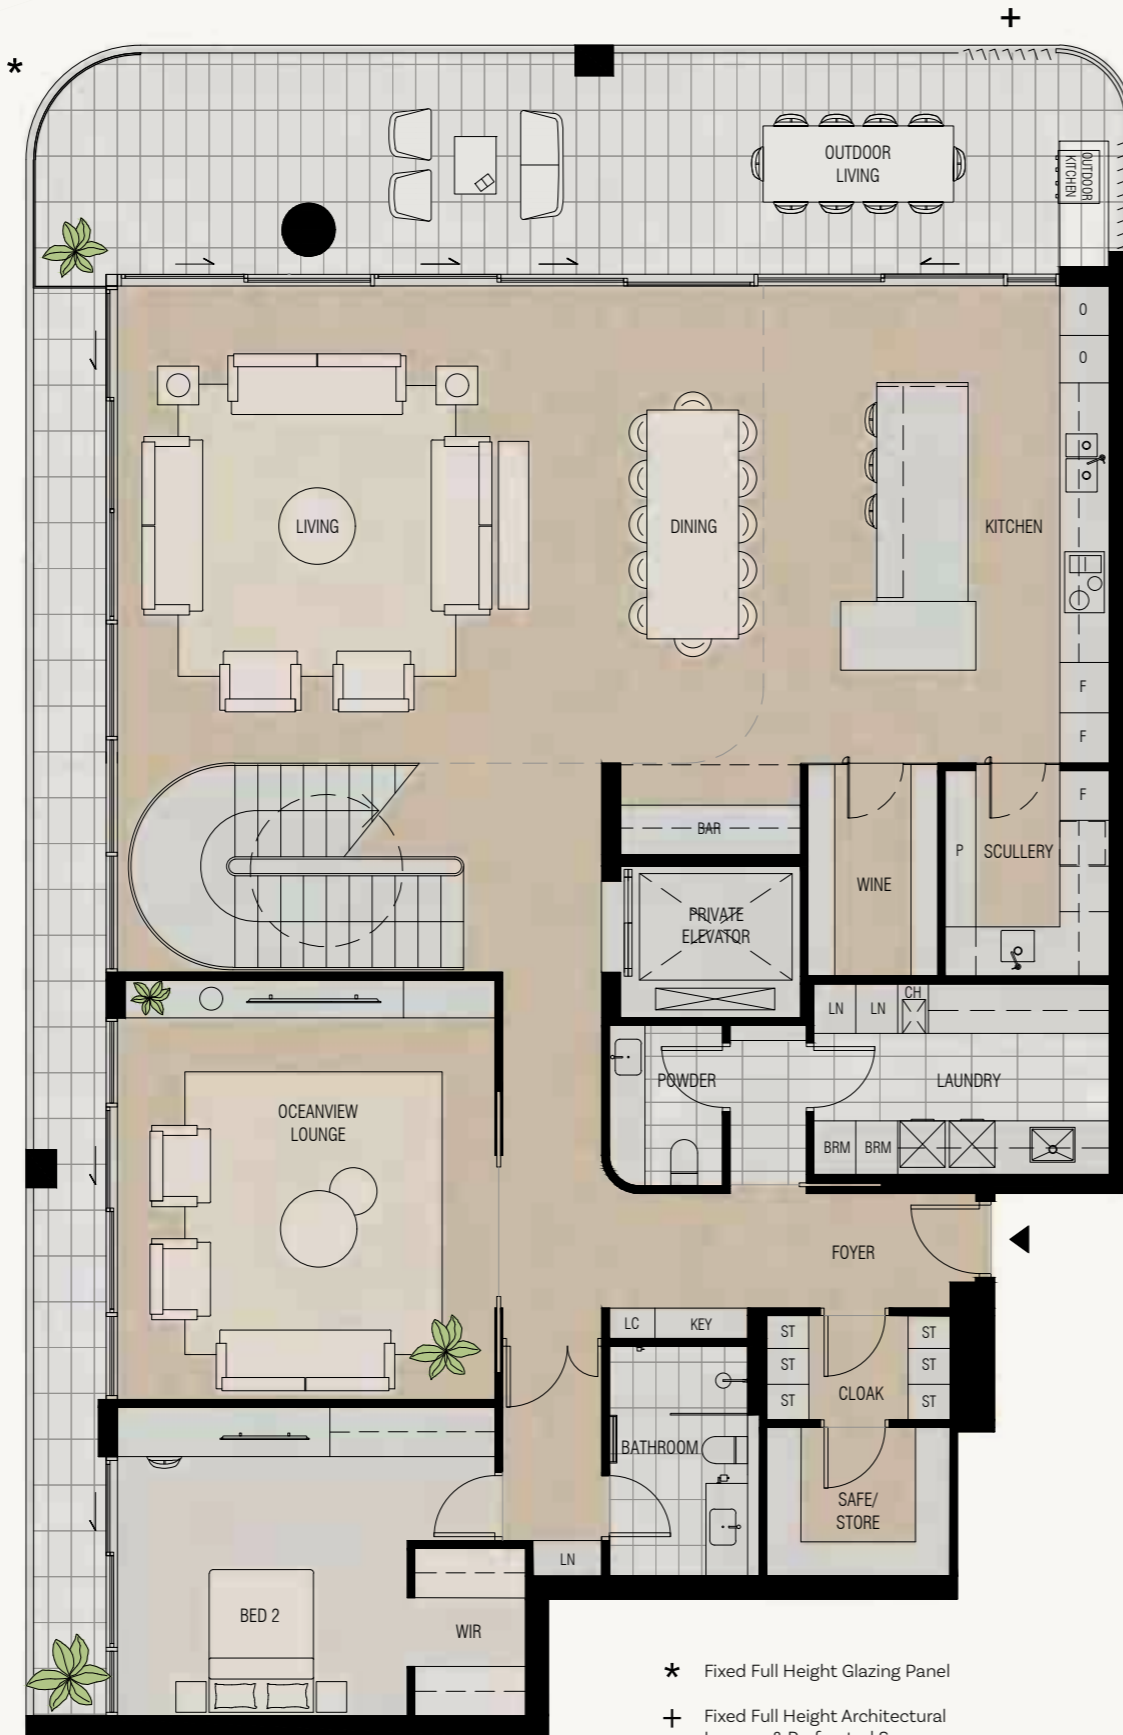 +
*
OUTDOOR
LIVING
OUTDOOR
KITCHEN
O
O
LIVING
DINING
KITCHEN
F
F
F
BAR
P
SCULLERY
WINE
PRIVATE
ELEVATOR
LN
LN
CH
POWDER
LAUNDRY
OCEANVIEW
LOUNGE
BRM
BRM
FOYER
LC
KEY
ST
ST
ST
ST
CLOAK
ST
ST
BATHROOM
SAFE/
STORE
LN
BED 2
WIR
* Fixed Full Height Glazing Panel
+ Fixed Full Height Architectural